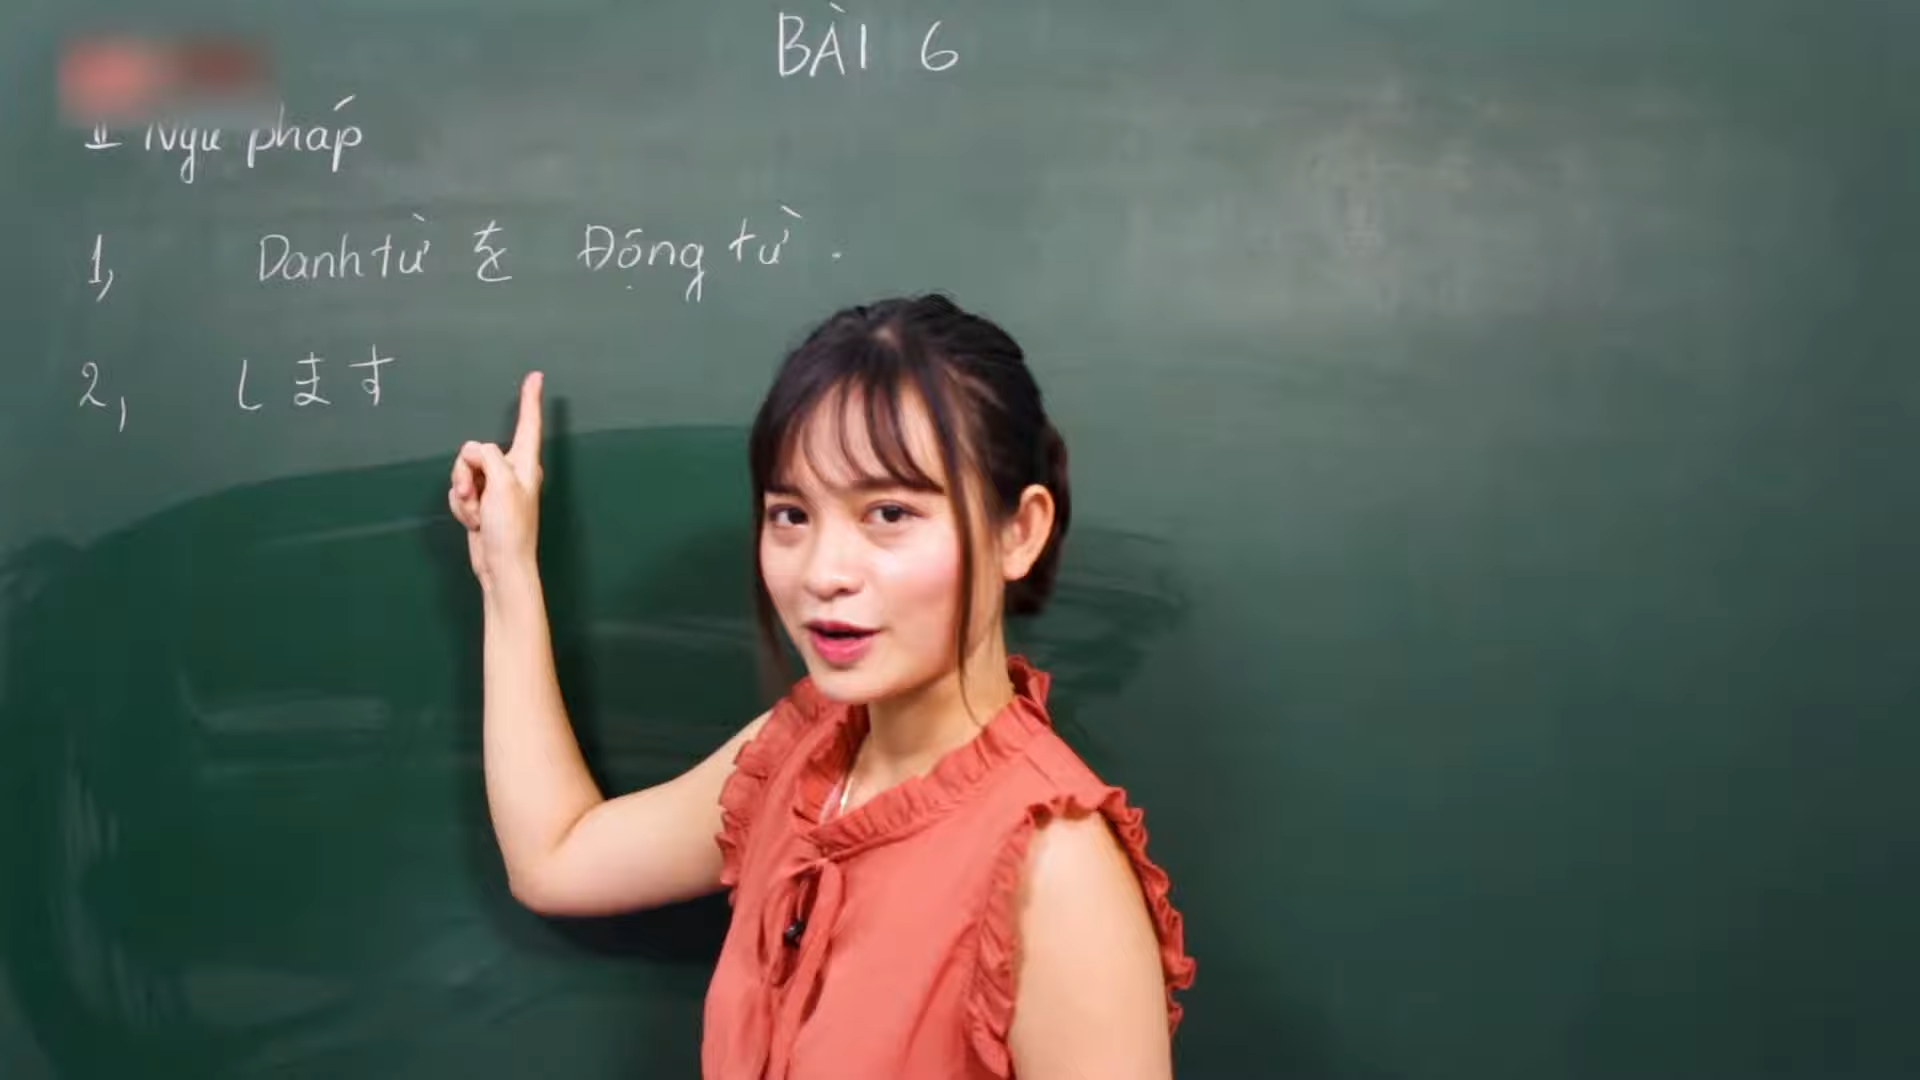 BÀI 6
II Ngữ pháp
1, Danh từ を Động từ.
2, します